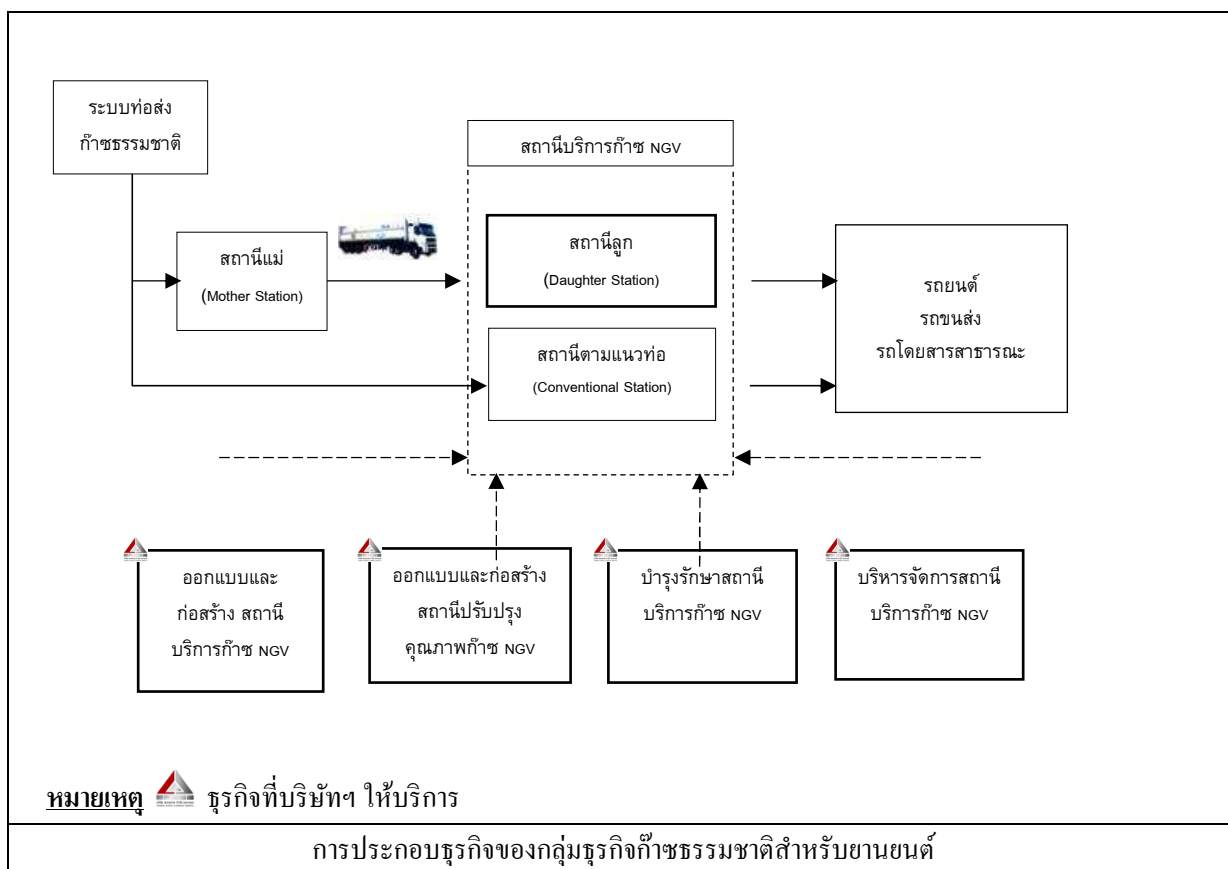 ระบบท่อส่ง
ก๊าซธรรมชาติ
สถานีบริการก๊าซ NGV
สถานีแม่
(Mother Station)
สถานีลูก
(Daughter Station)
สถานีตามแนวท่อ
(Conventional Station)
รถยนต์
รถขนส่ง
รถโดยสารสาธารณะ
ออกแบบและ
ก่อสร้าง สถานี
บริการก๊าซ NGV
ออกแบบและก่อสร้าง
สถานีปรับปรุง
คุณภาพก๊าซ NGV
บำรุงรักษาสถานี
บริการก๊าซ NGV
บริหารจัดการสถานี
บริการก๊าซ NGV
หมายเหตุ ธุรกิจที่บริษัทฯ ให้บริการ
การประกอบธุรกิจของกลุ่มธุรกิจก๊าซธรรมชาติสำหรับยานยนต์